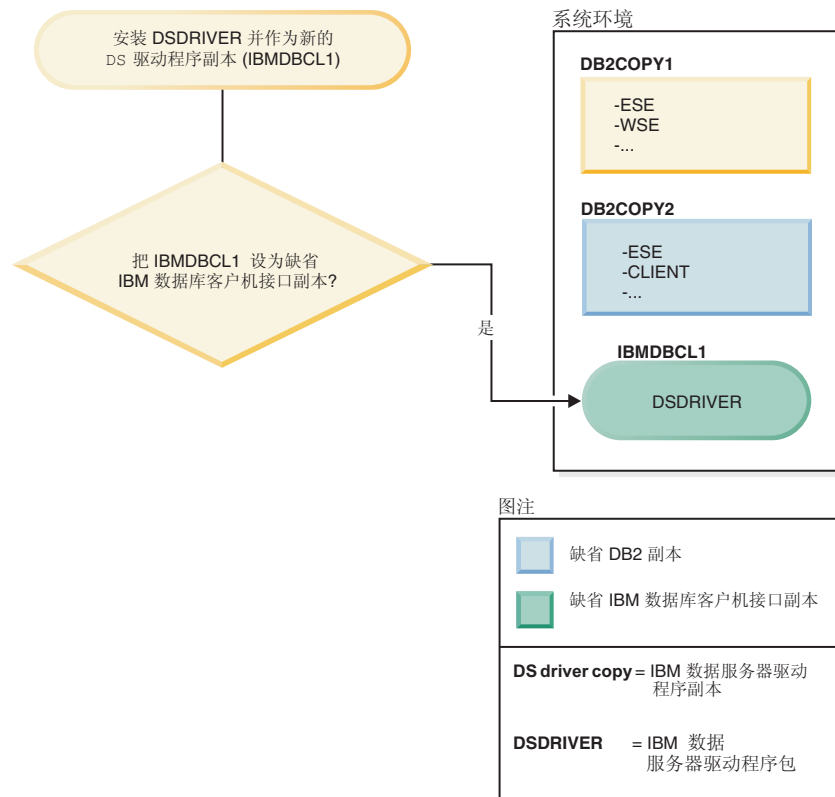 安装 DSDRIVER 并作为新的
DS 驱动程序副本 (IBMDBCL1)
把 IBMDBCL1 设为缺省
IBM 数据库客户机接口副本?
是
系统环境
DB2COPY1
-ESE
-WSE
-...
DB2COPY2
-ESE
-CLIENT
-...
IBMDBCL1
DSDRIVER
图注
缺省 DB2 副本
缺省 IBM 数据库客户机接口副本
DS driver copy = IBM 数据服务器驱动
程序副本
DSDRIVER = IBM 数据
服务器驱动程序包